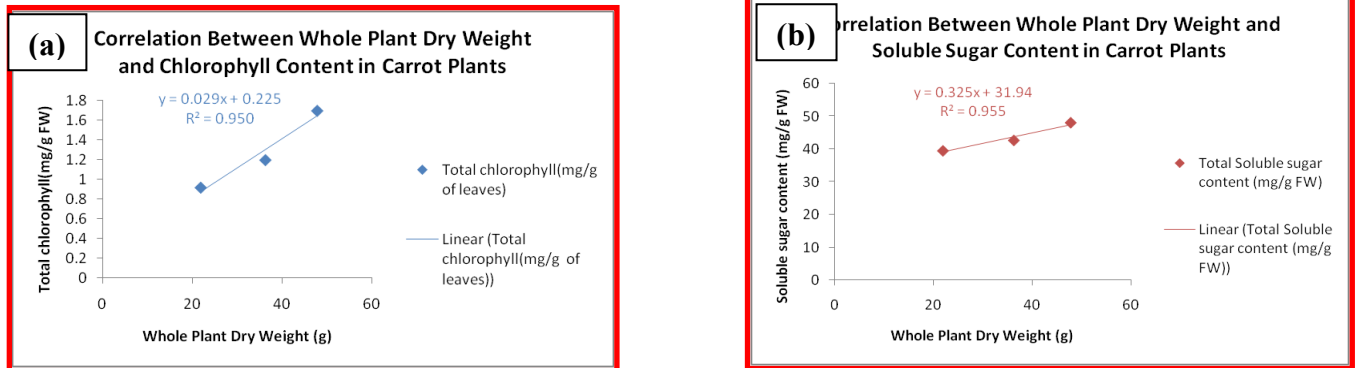 (a)
Correlation Between Whole Plant Dry Weight
and Chlorophyll Content in Carrot Plants
y = 0.029x + 0.225
R² = 0.950
Total chlorophyll(mg/g FW)
1.8
1.6
1.4
1.2
1
0.8
0.6
0.4
0.2
0
0
20
40
60
Whole Plant Dry Weight (g)
Total chlorophyll(mg/g
of leaves)
Linear (Total
chlorophyll(mg/g of
leaves))
(b)
rrelation Between Whole Plant Dry Weight and
Soluble Sugar Content in Carrot Plants
y = 0.325x + 31.94
R² = 0.955
Soluble sugar content (mg/g FW)
60
50
40
30
20
10
0
0
20
40
60
Whole Plant Dry Weight (g)
Total Soluble sugar
content (mg/g FW)
Linear (Total Soluble
sugar content (mg/g
FW))